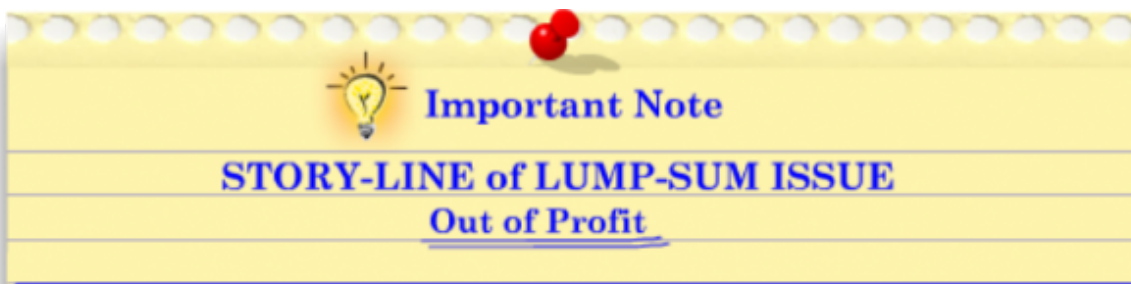 Important Note
STORY-LINE of LUMP-SUM ISSUE
Out of Profit